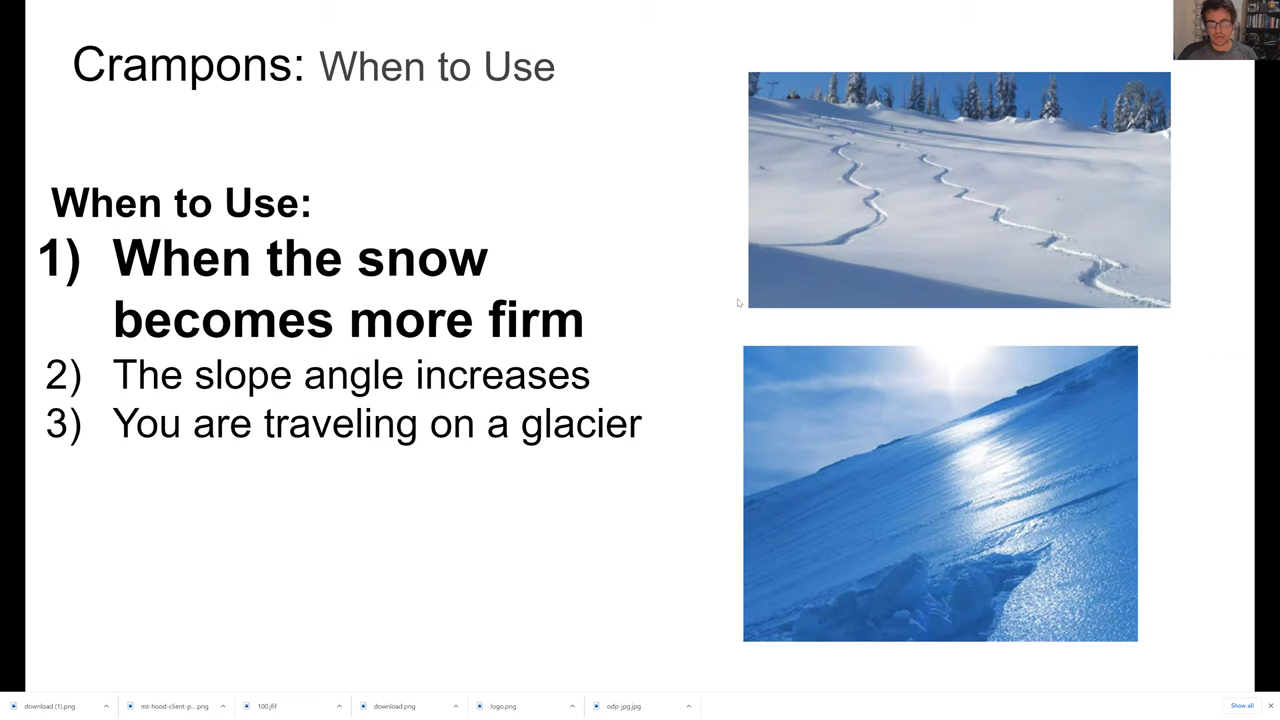 Crampons: When to Use
When to Use:
1) When the snow
becomes more firm
2) The slope angle increases
3) You are traveling on a glacier
download (1).png
mt-hood-client-p....png
100.jfif
download.png
logo.png
odp-jpg.jpg
Show all